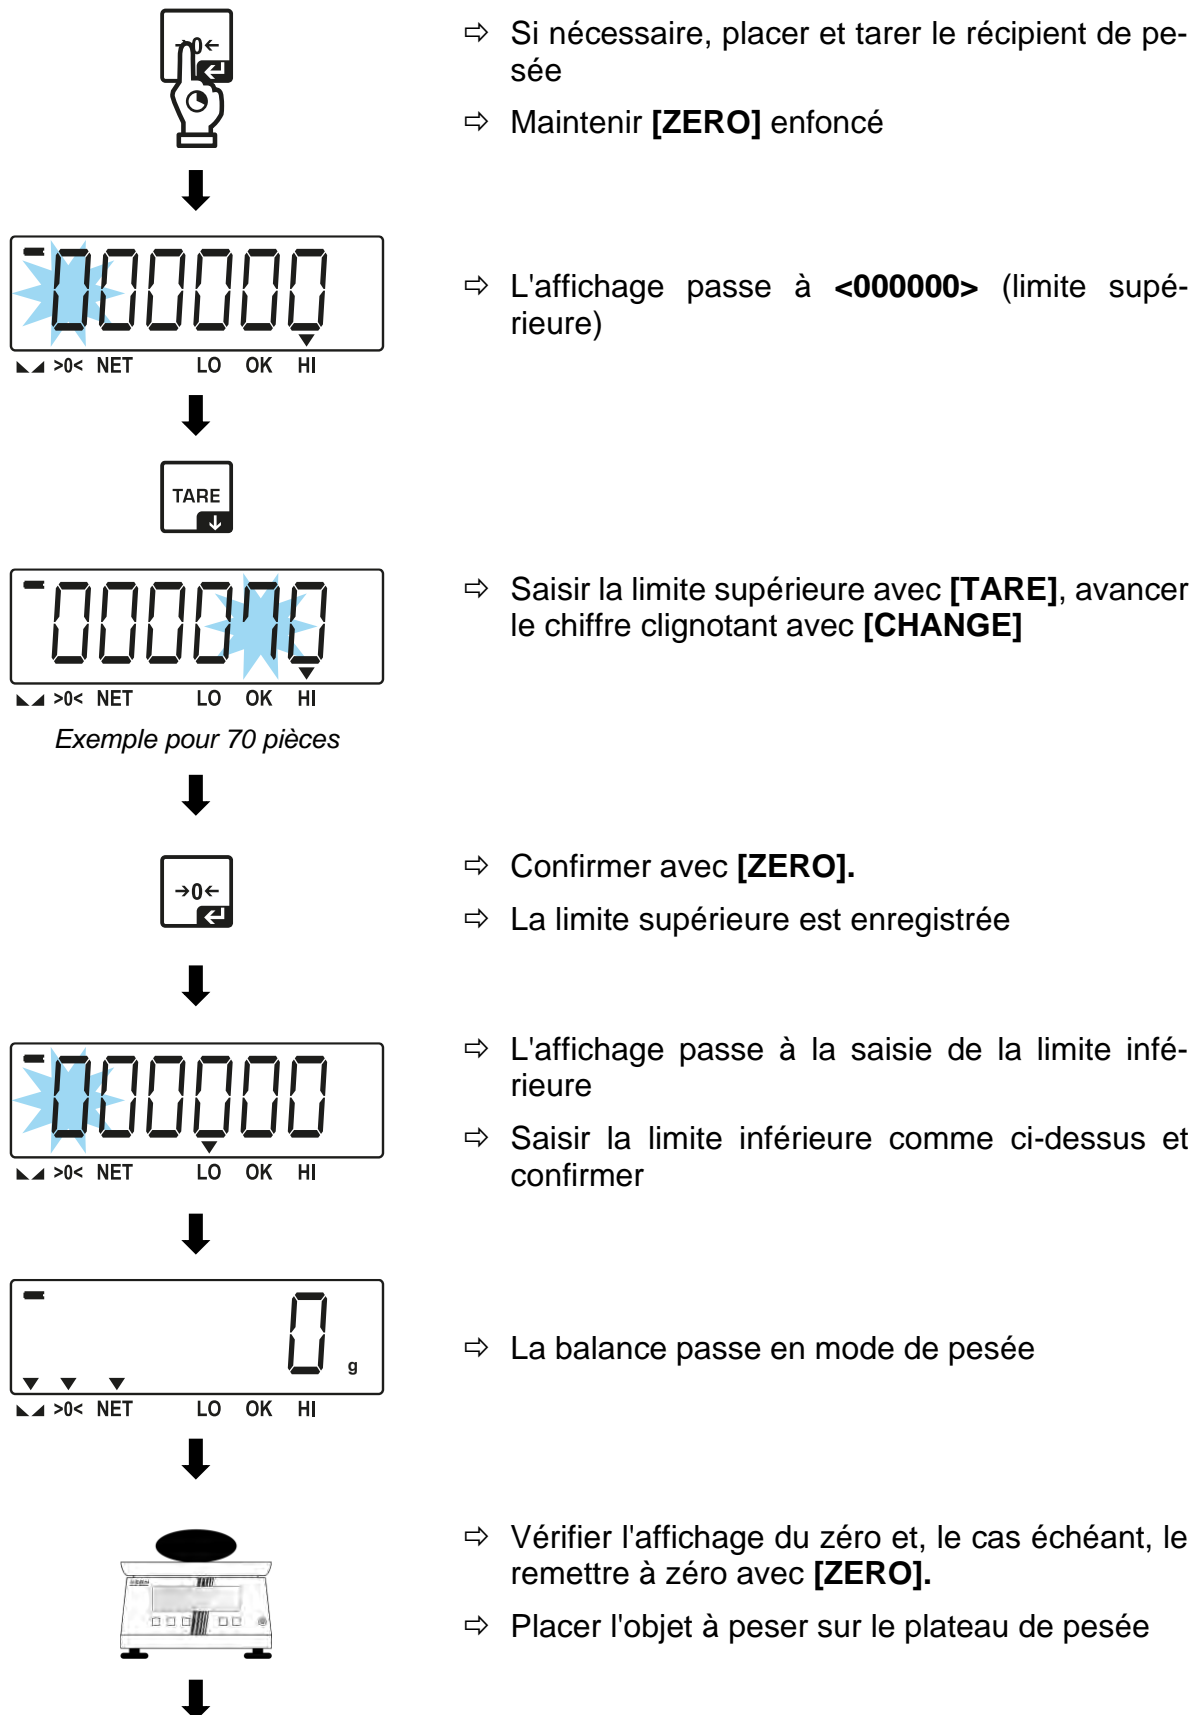 →0←
⇨ Si nécessaire, placer et tarer le récipient de pe-
sée
⇨ Maintenir [ZERO] enfoncé
000000
>0< NET LO OK HI
⇨ L'affichage passe à <000000> (limite supé-
rieure)
TARE
000070
>0< NET LO OK HI
Exemple pour 70 pièces
⇨ Saisir la limite supérieure avec [TARE], avancer
le chiffre clignotant avec [CHANGE]
→0←
⇨ Confirmer avec [ZERO].
⇨ La limite supérieure est enregistrée
000000
>0< NET LO OK HI
⇨ L'affichage passe à la saisie de la limite infé-
rieure
⇨ Saisir la limite inférieure comme ci-dessus et
confirmer
0 g
>0< NET LO OK HI
⇨ La balance passe en mode de pesée
⇨ Vérifier l'affichage du zéro et, le cas échéant, le
remettre à zéro avec [ZERO].
⇨ Placer l'objet à peser sur le plateau de pesée